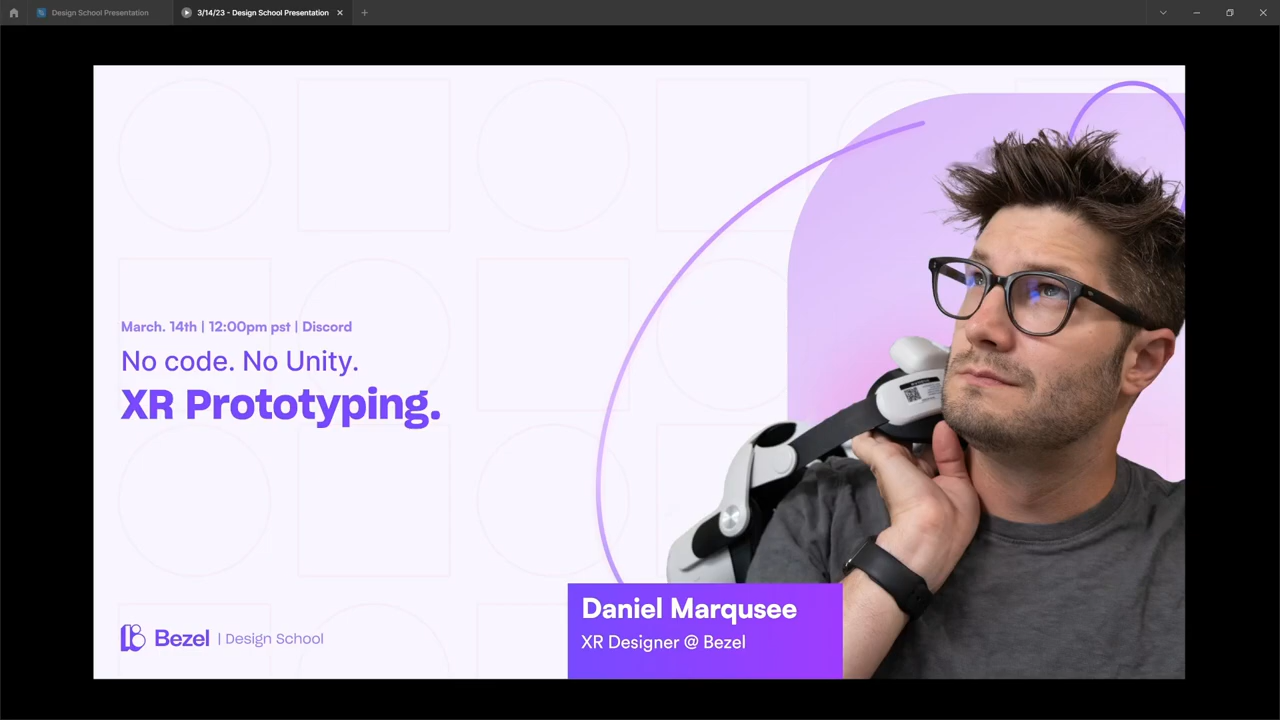 Design School Presentation
3/14/23 - Design School Presentation
March. 14th | 12:00pm pst | Discord
No code. No Unity.
XR Prototyping.
Bezel | Design School
Daniel Marqusee
XR Designer @ Bezel